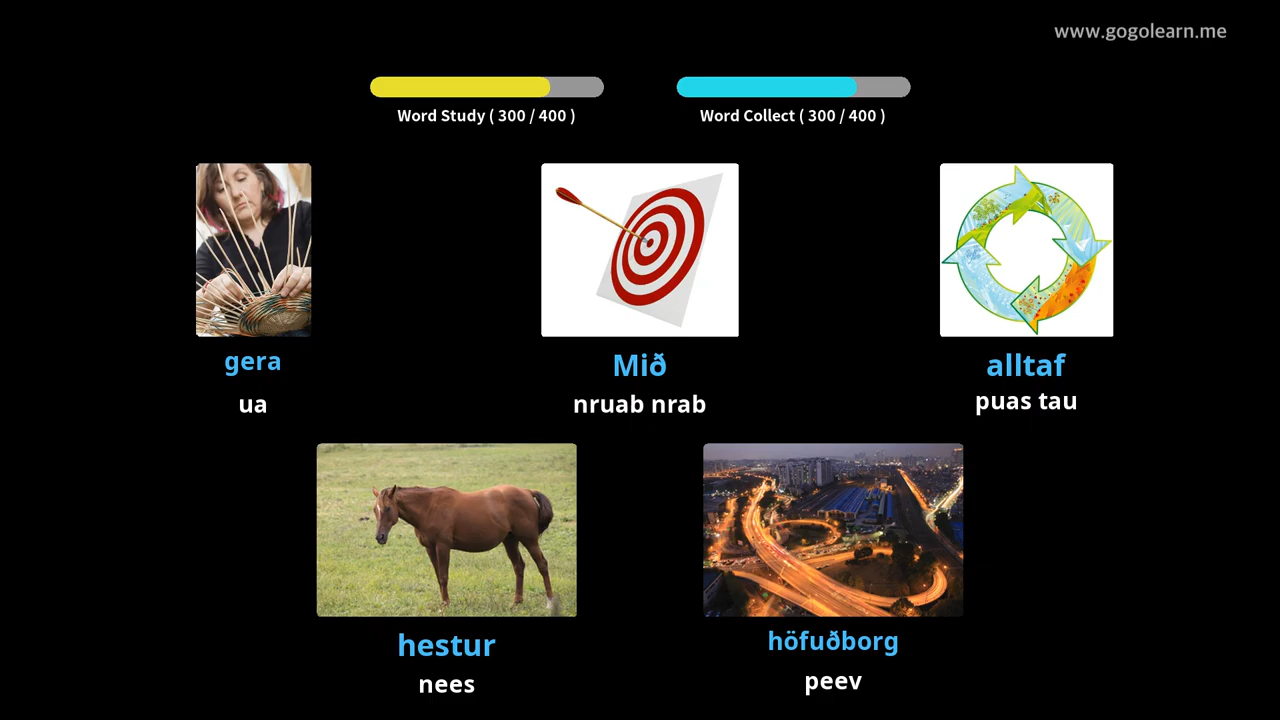 www.gogolearn.me
Word Study ( 300 / 400 )
Word Collect ( 300 / 400 )
gera
ua
Mið
nruab nrab
alltaf
puas tau
hestur
nees
höfuðborg
peev